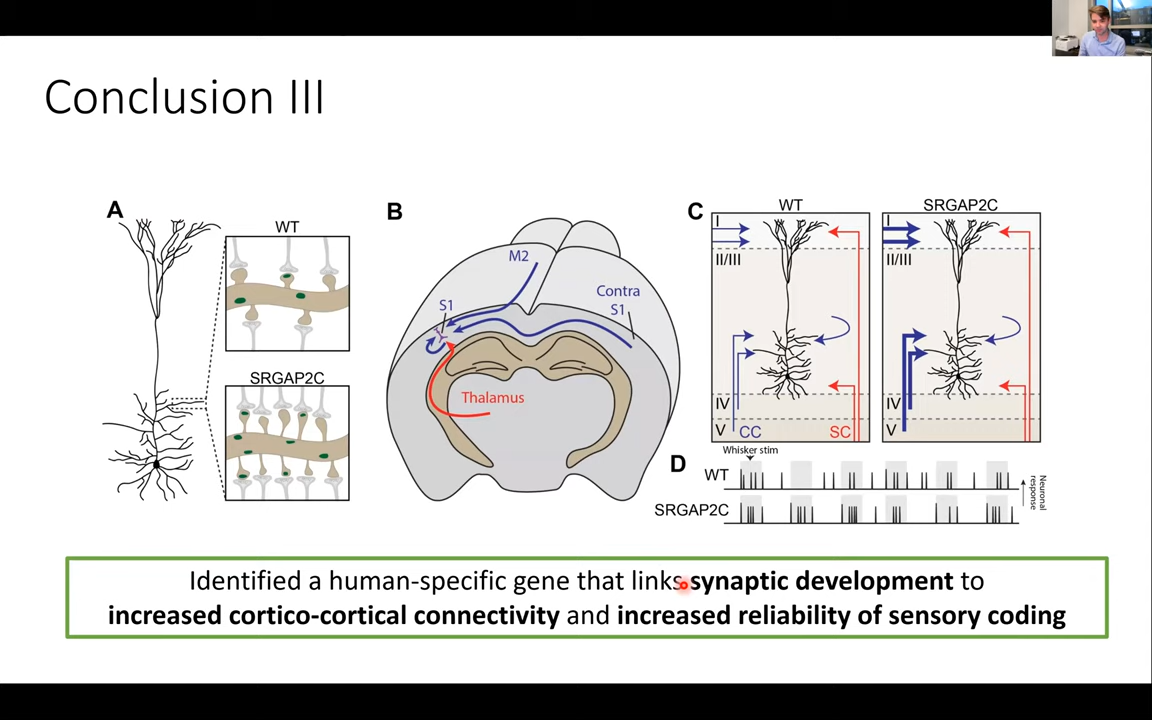 Conclusion III
A
WT
SRGAP2C
B
M2
S1
Contra
S1
Thalamus
C
WT
SRGAP2C
I
II/III
IV
V
CC
SC
I
II/III
IV
V
D
Whisker stim
WT
SRGAP2C
Neuronal
response
Identified a human-specific gene that links synaptic development to
increased cortico-cortical connectivity and increased reliability of sensory coding